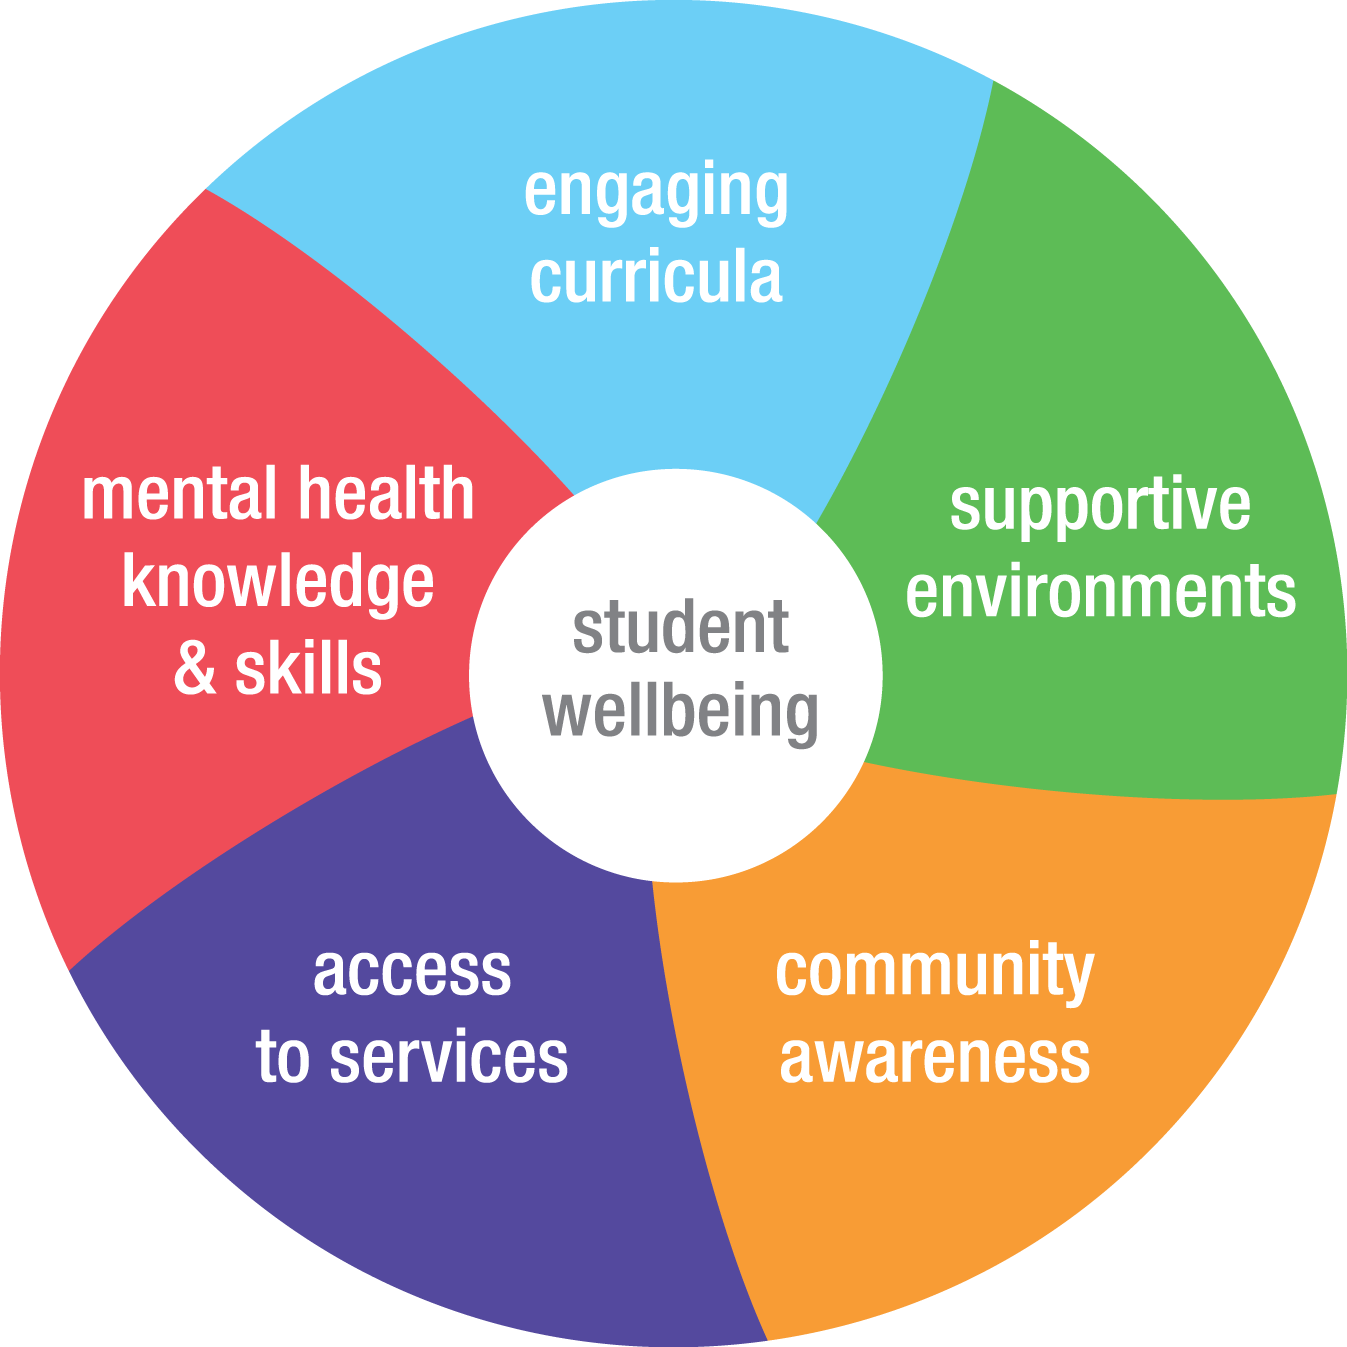 engaging
curricula
supportive
environments
community
awareness
access
to services
mental health
knowledge
& skills
student
wellbeing